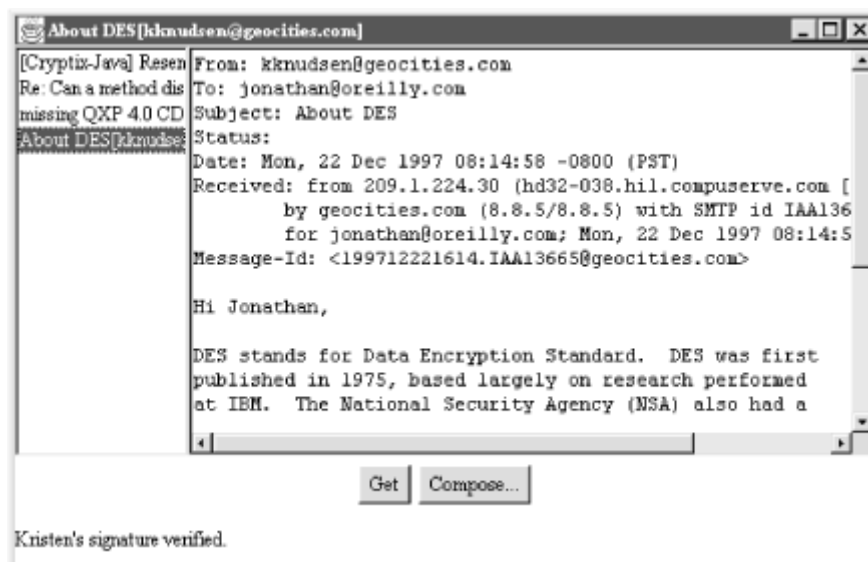 About DES[kknudsen@geocities.com]
[Cryptix-Java] Resen
Re: Can a method dis
missing QXP 4.0 CD
About DES[kknudse
From: kknudsen@geocities.com
To: jonathan@oreilly.com
Subject: About DES
Status:
Date: Mon, 22 Dec 1997 08:14:58 -0800 (PST)
Received: from 209.1.224.30 (hd32-038.hil.compuserve.com [
by geocities.com (8.8.5/8.8.5) with SMTP id IAA136
for jonathan@oreilly.com; Mon, 22 Dec 1997 08:14:5
Message-Id: <199712221614.IAA13665@geocities.com>
Hi Jonathan,
DES stands for Data Encryption Standard. DES was first
published in 1975, based largely on research performed
at IBM. The National Security Agency (NSA) also had a
Get
Compose...
Kristen's signature verified.